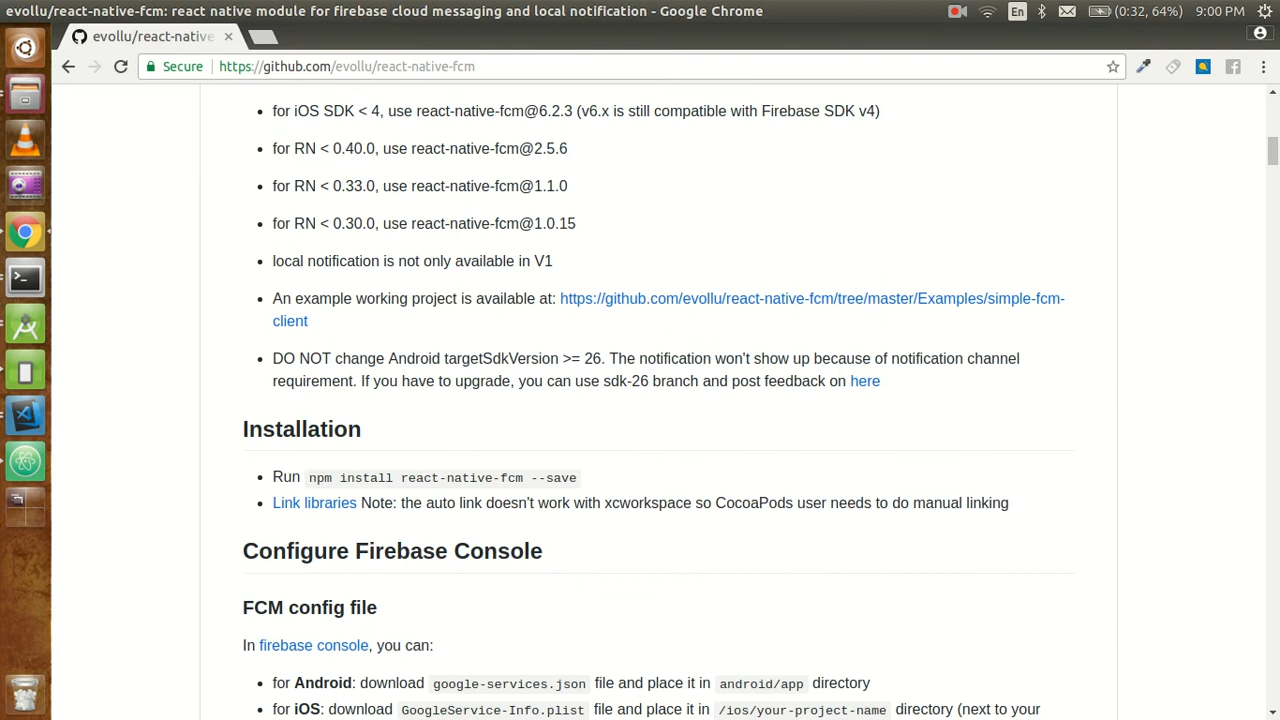 evollu/react-native-fcm: react native module for firebase cloud messaging and local notification - Google Chrome
En
(0:32, 64%)
9:00 PM
evollu/react-native
Secure
https://github.com/evollu/react-native-fcm
for iOS SDK < 4, use react-native-fcm@6.2.3 (v6.x is still compatible with Firebase SDK v4)
for RN < 0.40.0, use react-native-fcm@2.5.6
for RN < 0.33.0, use react-native-fcm@1.1.0
for RN < 0.30.0, use react-native-fcm@1.0.15
local notification is not only available in V1
An example working project is available at: https://github.com/evollu/react-native-fcm/tree/master/Examples/simple-fcm-
client
DO NOT change Android targetSdkVersion >= 26. The notification won't show up because of notification channel
requirement. If you have to upgrade, you can use sdk-26 branch and post feedback on here
Installation
Run npm install react-native-fcm --save
Link libraries Note: the auto link doesn't work with xcworkspace so CocoaPods user needs to do manual linking
Configure Firebase Console
FCM config file
In firebase console, you can:
for Android: download google-services.json file and place it in android/app directory
for iOS: download GoogleService-Info.plist file and place it in /ios/your-project-name directory (next to your